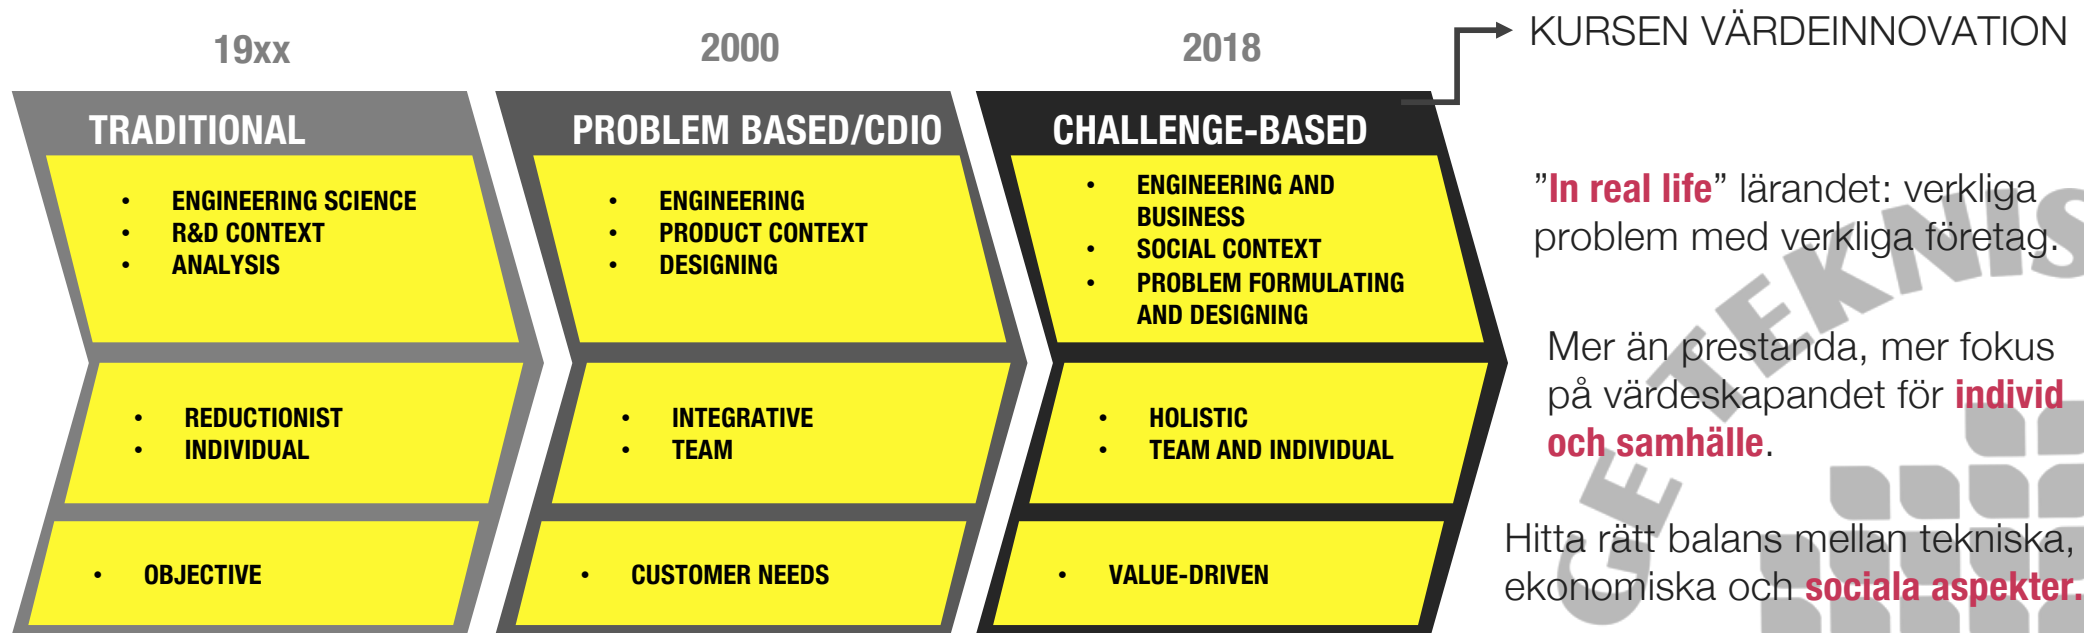 19xx
2000
2018
KURSEN VÄRDEINNOVATION
TRADITIONAL
• ENGINEERING SCIENCE
• R&D CONTEXT
• ANALYSIS
• REDUCTIONIST
• INDIVIDUAL
• OBJECTIVE
PROBLEM BASED/CDIO
• ENGINEERING
• PRODUCT CONTEXT
• DESIGNING
• INTEGRATIVE
• TEAM
• CUSTOMER NEEDS
CHALLENGE-BASED
• ENGINEERING AND
BUSINESS
• SOCIAL CONTEXT
• PROBLEM FORMULATING
AND DESIGNING
• HOLISTIC
• TEAM AND INDIVIDUAL
• VALUE-DRIVEN
”In real life” lärandet: verkliga
problem med verkliga företag.
Mer än prestanda, mer fokus
på värdeskapandet för individ
och samhälle.
Hitta rätt balans mellan tekniska,
ekonomiska och sociala aspekter.
GE TEKNIS